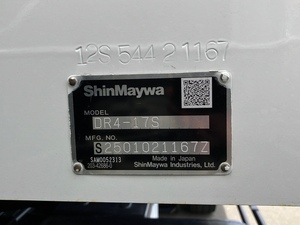 12S 544 2 1167
ShinMaywa
MODEL
DR4-17S
MFG. NO.
S2501021167Z
SAM0052313
Made in Japan
ShinMaywa Industries, Ltd.